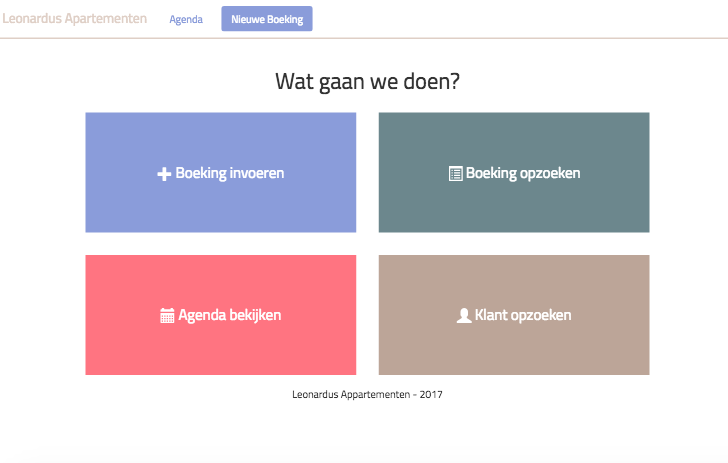 Leonardus Apartementen Agenda Nieuwe Boeking
Wat gaan we doen?
Boeking invoeren
Boeking opzoeken
Agenda bekijken
Klant opzoeken
Leonardus Appartementen - 2017